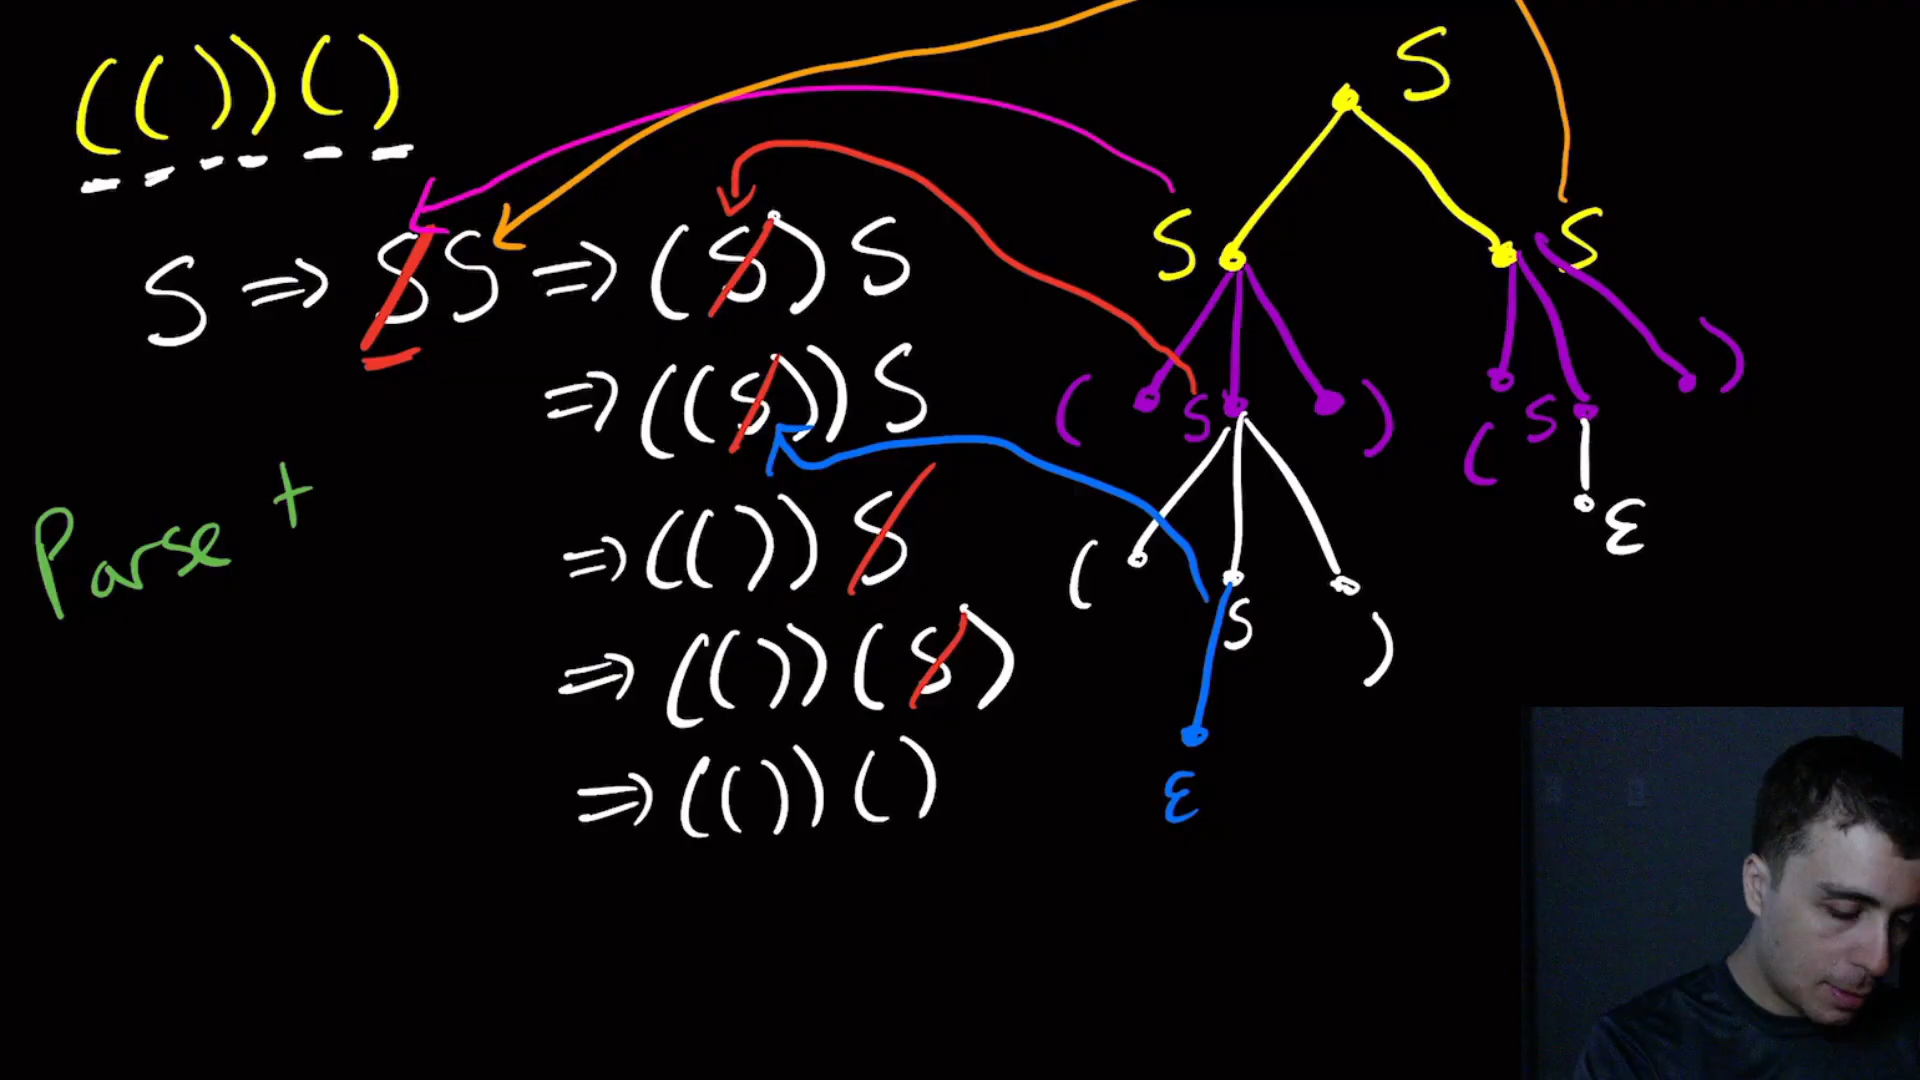 (())()
S ⇒ SS ⇒ (S)S
⇒ ((S))S
⇒ (())S
⇒ (())(S)
⇒ (())()
Parse t
S
S S
( S ) ( S )
( S ) ε
ε